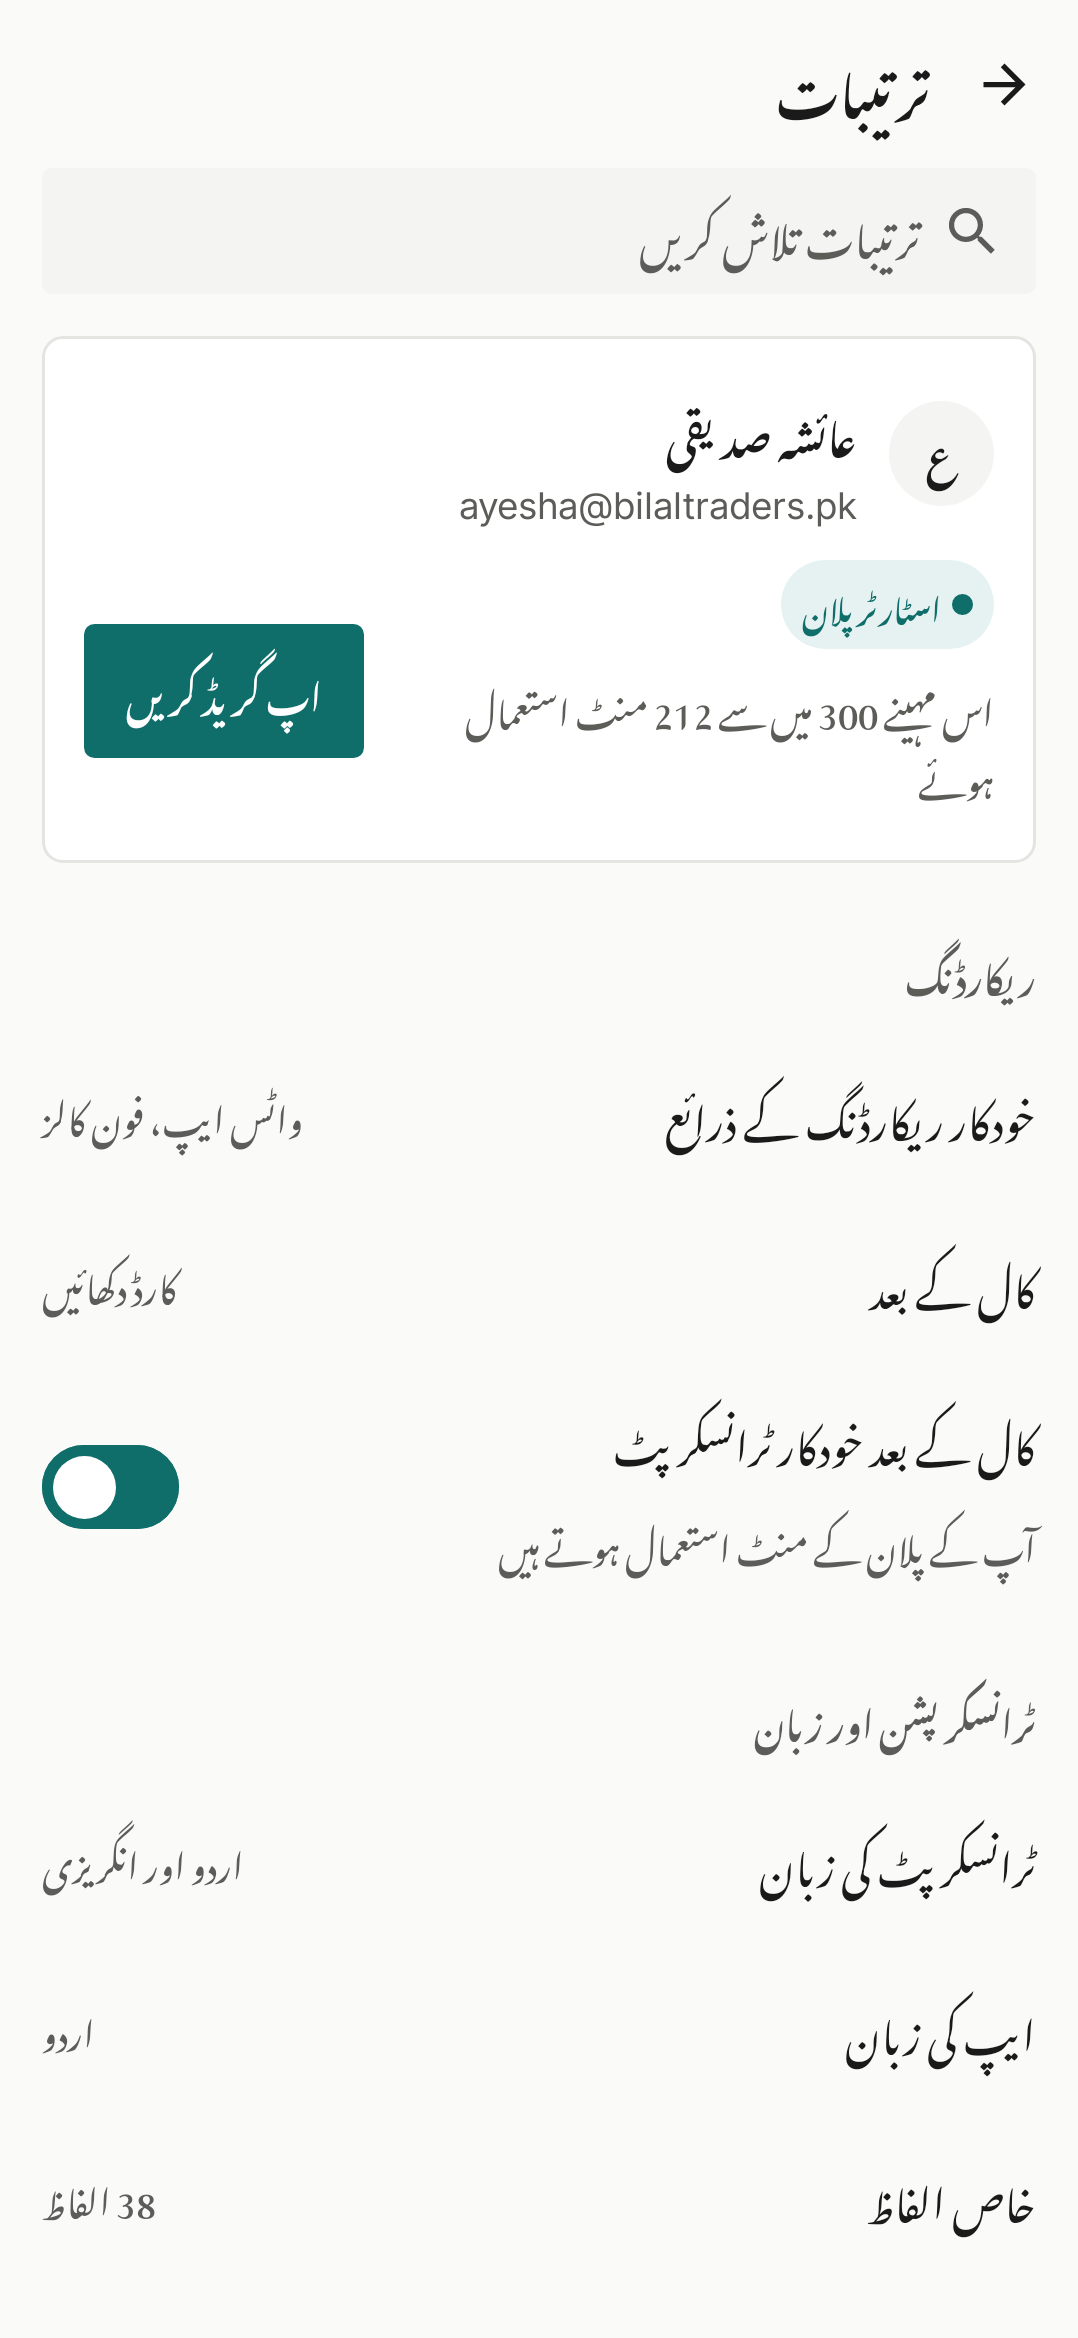 ترتیبات
ترتیبات تلاش کریں
ع
عائشہ صدیقی
ayesha@bilaltraders.pk
اسٹارٹر پلان
اس مہینے 300 میں سے 212 منٹ استعمال
ہوئے
اپ گریڈ کریں
ریکارڈنگ
خودکار ریکارڈنگ کے ذرائع
واٹس ایپ، فون کالز
کال کے بعد
کارڈ دکھائیں
کال کے بعد خودکار ٹرانسکرپٹ
آپ کے پلان کے منٹ استعمال ہوتے ہیں
ٹرانسکرپشن اور زبان
ٹرانسکرپٹ کی زبان
اردو اور انگریزی
ایپ کی زبان
اردو
خاص الفاظ
38 الفاظ